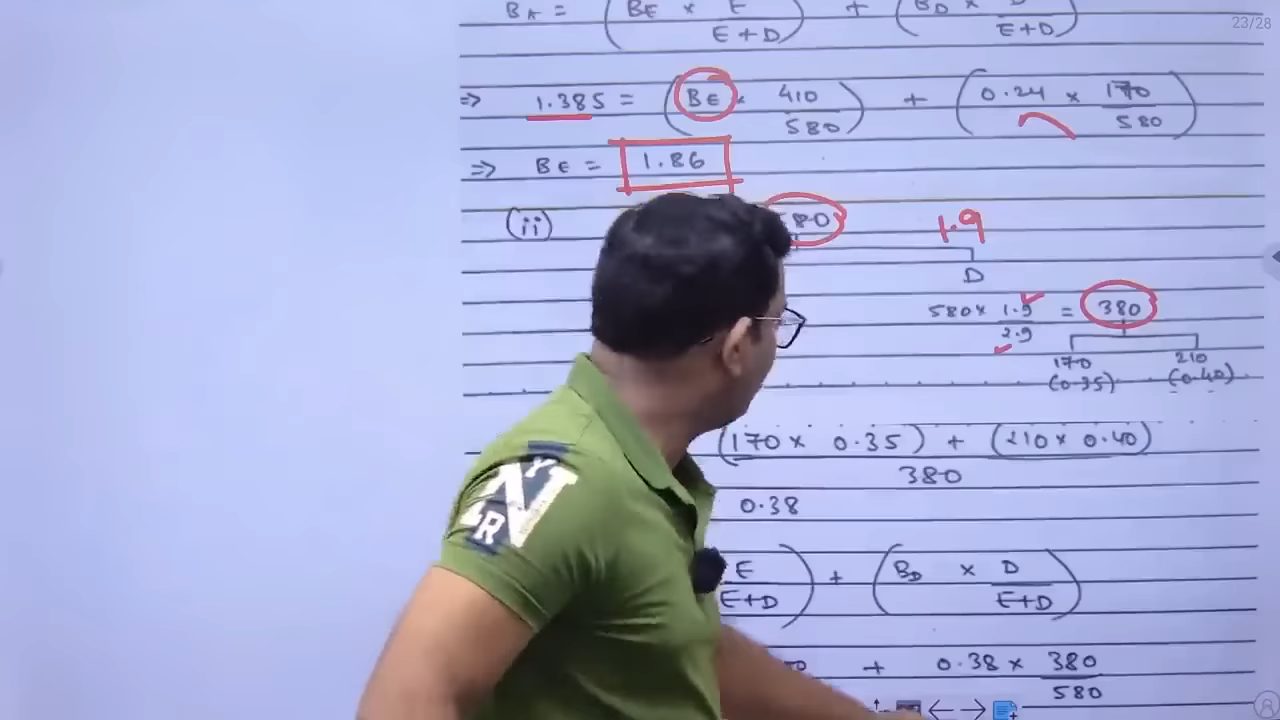 BA = (BE × E / E+D) + (BD × D / E+D)
23/28
=> 1.385 = (BE × 410 / 580) + (0.24 × 170 / 580)
=> BE = 1.86
(ii) 580 1.9
D
580 × 1.9 / 2.9 = 380
170 210
(0.35) (0.40)
(170 × 0.35) + (210 × 0.40)
380
0.38
E / E+D) + (BD × D / E+D)
+ 0.38 × 380 / 580
NY
R